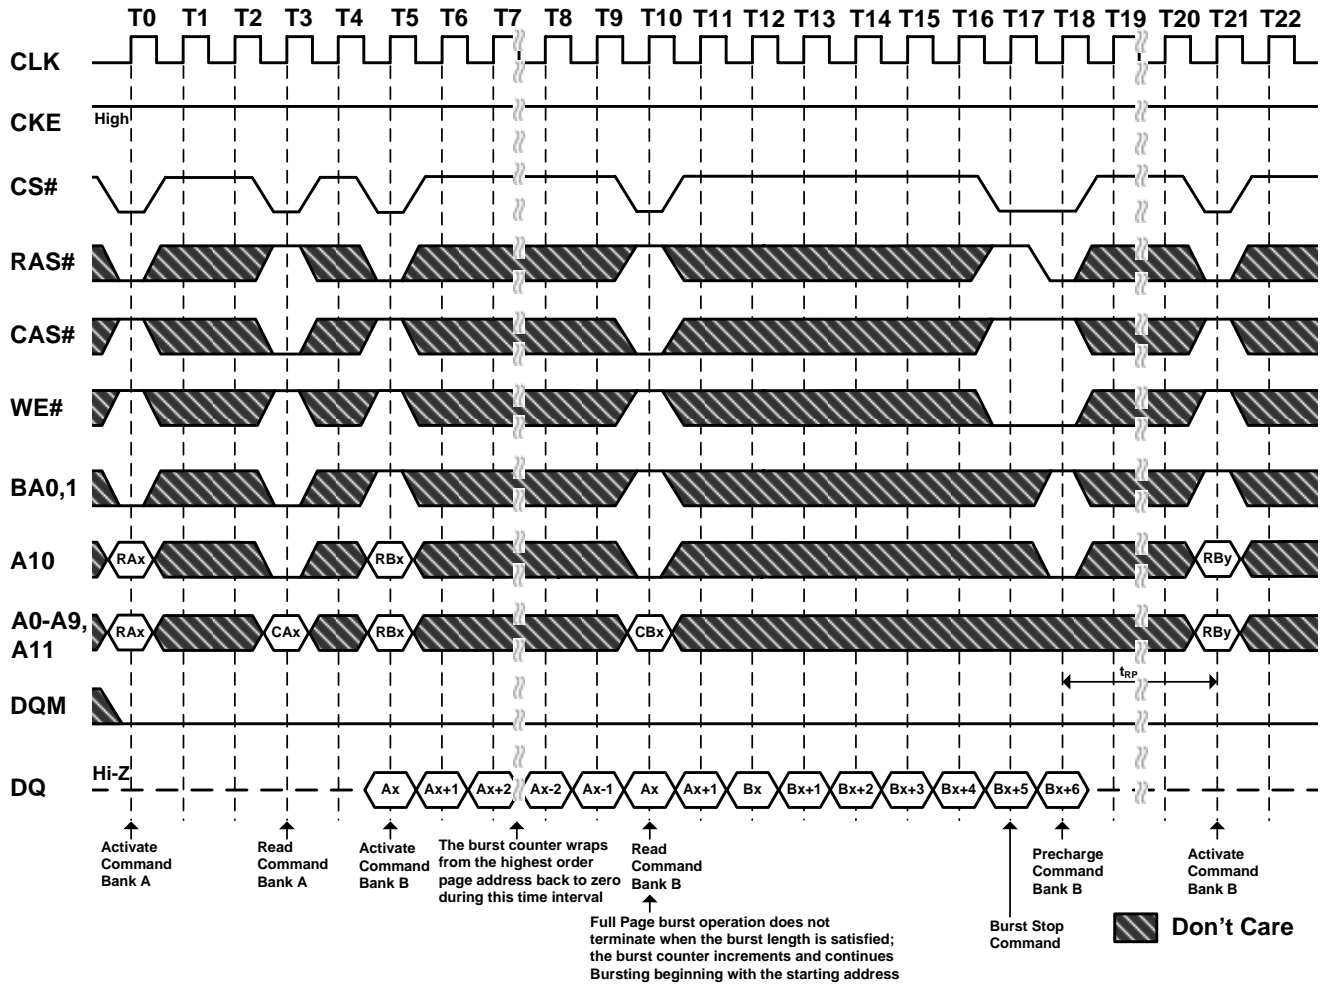 T0 T1 T2 T3 T4 T5 T6 T7 T8 T9 T10 T11 T12 T13 T14 T15 T16 T17 T18 T19 T20 T21 T22
CLK
CKE High
CS#
RAS#
CAS#
WE#
BA0,1
A10 RAx RBx RBy
A0-A9,
A11 RAx CAx RBx CBx RBy
tRP
DQM
DQ Hi-Z Ax Ax+1 Ax+2 Ax-2 Ax-1 Ax Ax+1 Bx Bx+1 Bx+2 Bx+3 Bx+4 Bx+5 Bx+6
Activate
Command
Bank A
Read
Command
Bank A
Activate
Command
Bank B
The burst counter wraps
from the highest order
page address back to zero
during this time interval
Read
Command
Bank B
Full Page burst operation does not
terminate when the burst length is satisfied;
the burst counter increments and continues
Bursting beginning with the starting address
Burst Stop
Command
Precharge
Command
Bank B
Activate
Command
Bank B
Don't Care